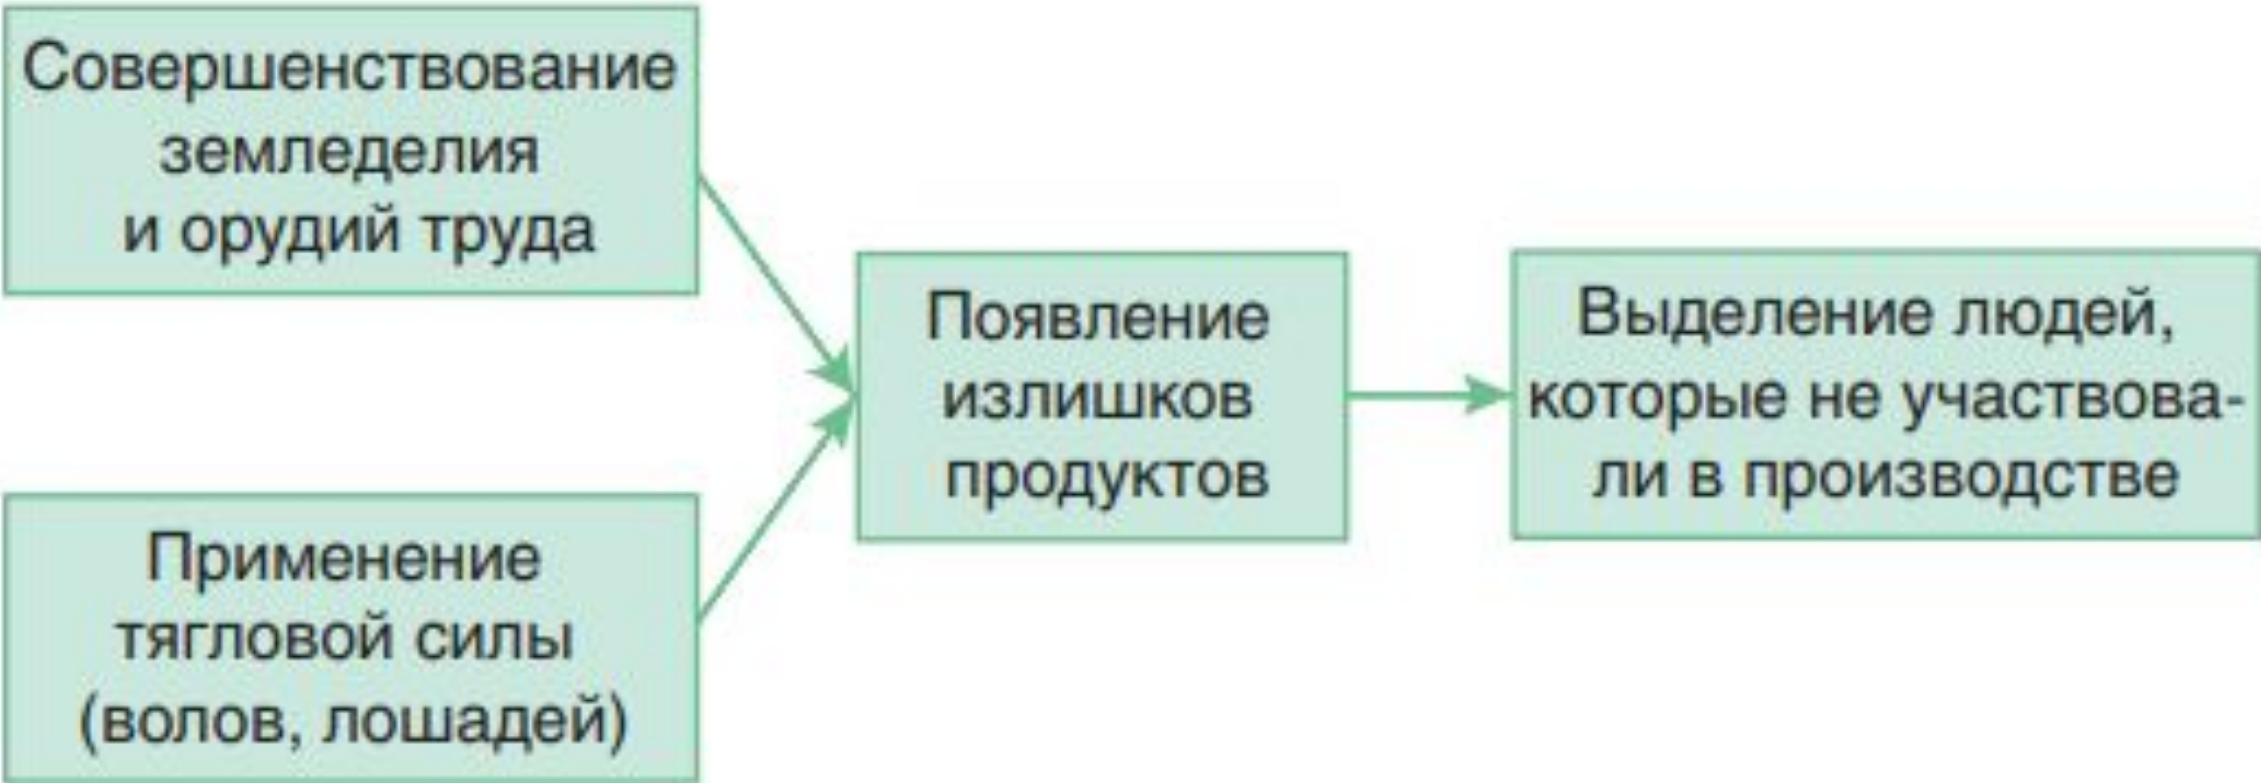 Совершенствование
земледелия
и орудий труда
Применение
тягловой силы
(волов, лошадей)
Появление
излишков
продуктов
Выделение людей,
которые не участвова-
ли в производстве